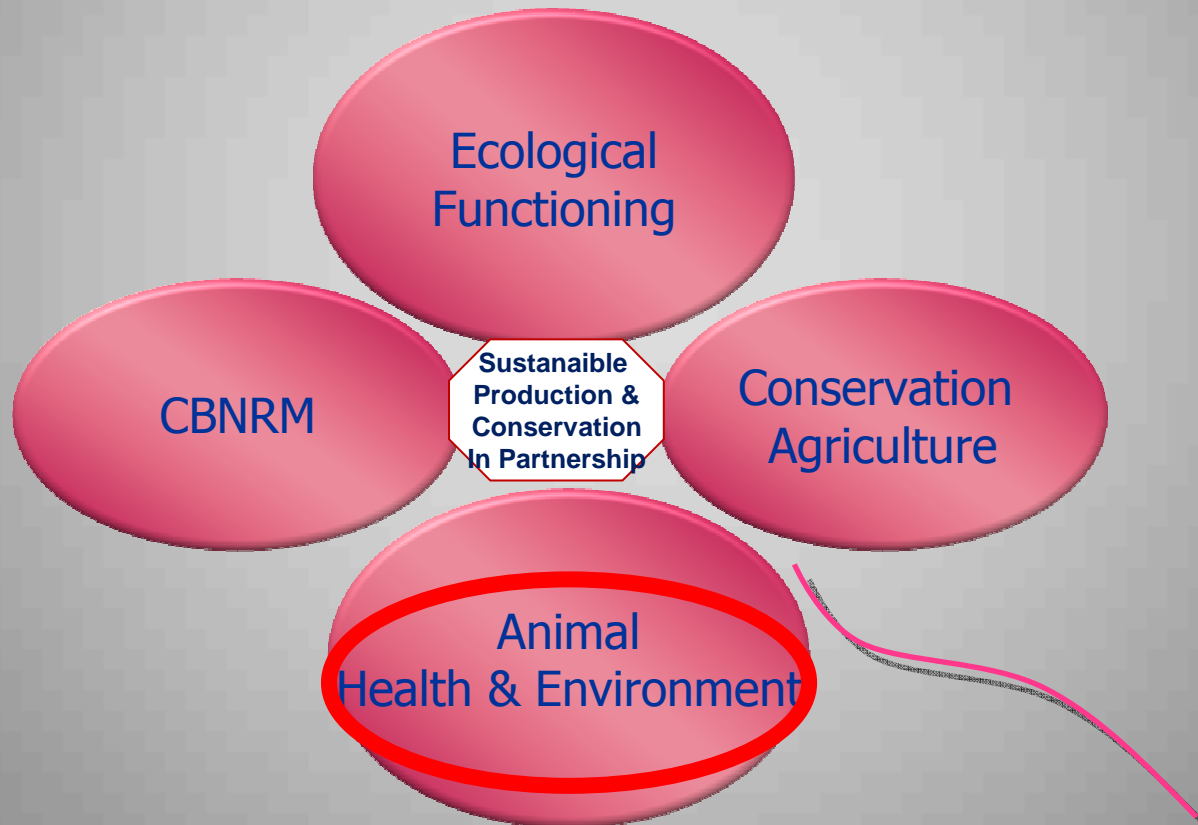 Ecological
Functioning
CBNRM
Sustanaible
Production &
Conservation
In Partnership
Conservation
Agriculture
Animal
Health & Environment